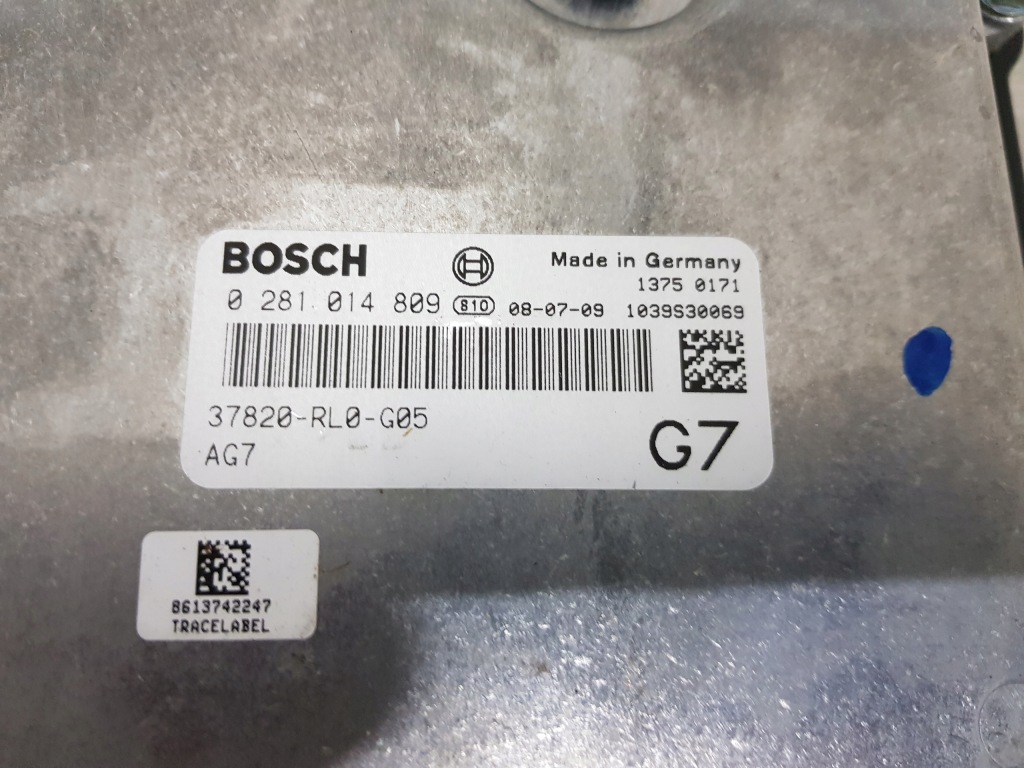 BOSCH
Made in Germany
1375 0171
0 281 014 809 810 08-07-09 1039S30069
37820-RL0-G05
AG7
G7
8613742247
TRACELABEL